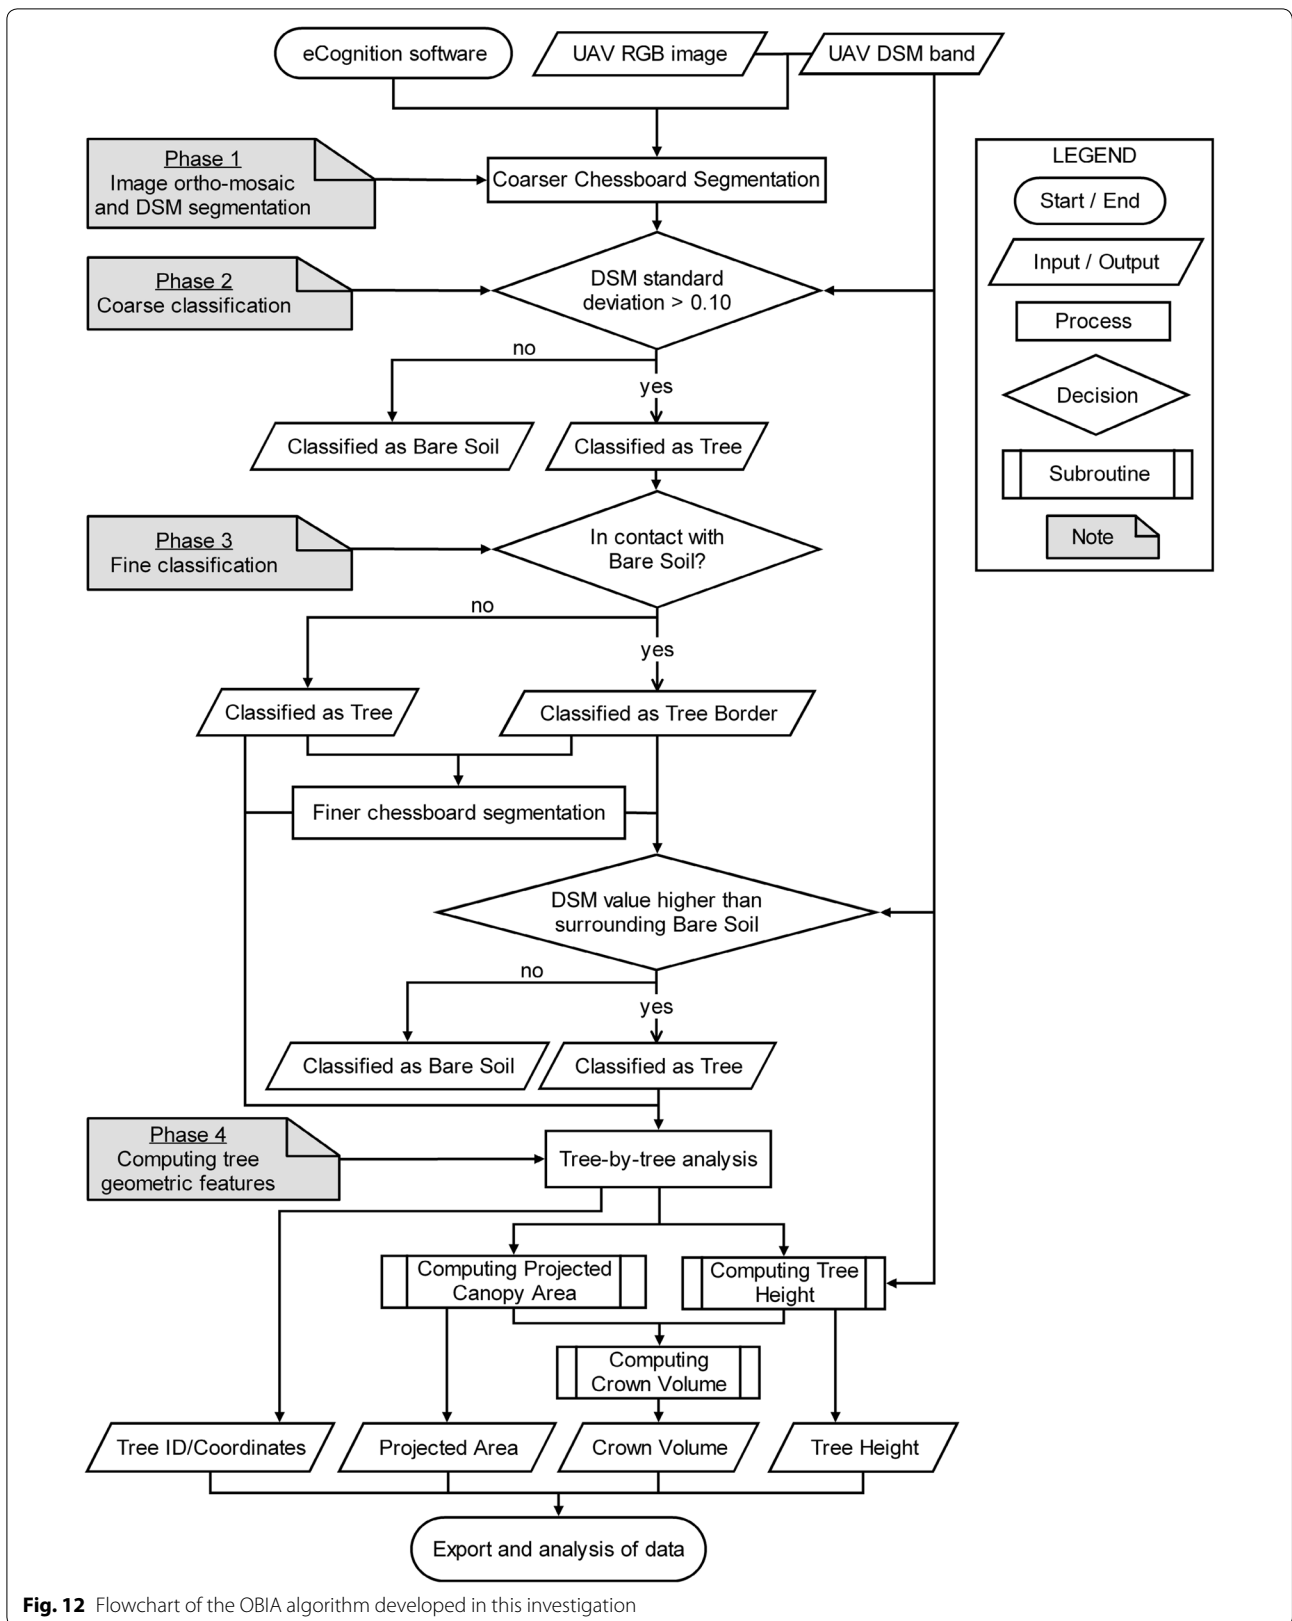 eCognition software
UAV RGB image
UAV DSM band
Phase 1
Image ortho-mosaic
and DSM segmentation
Coarser Chessboard Segmentation
LEGEND
Start / End
Input / Output
Process
Decision
Subroutine
Note
Phase 2
Coarse classification
DSM standard
deviation > 0.10
no
yes
Classified as Bare Soil
Classified as Tree
Phase 3
Fine classification
In contact with
Bare Soil?
no
yes
Classified as Tree
Classified as Tree Border
Finer chessboard segmentation
DSM value higher than
surrounding Bare Soil
no
yes
Classified as Bare Soil
Classified as Tree
Phase 4
Computing tree
geometric features
Tree-by-tree analysis
Computing Projected
Canopy Area
Computing Tree
Height
Computing
Crown Volume
Tree ID/Coordinates
Projected Area
Crown Volume
Tree Height
Export and analysis of data
Fig. 12 Flowchart of the OBIA algorithm developed in this investigation